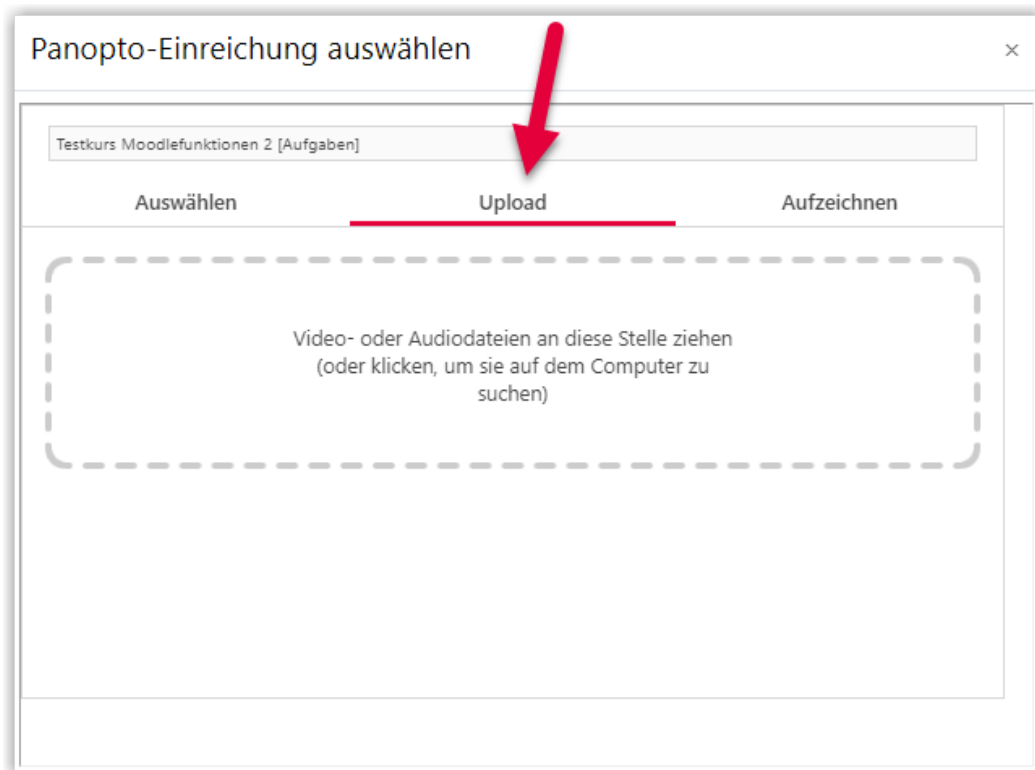 Panopto-Einreichung auswählen
×
Testkurs Moodlefunktionen 2 [Aufgaben]
Auswählen Upload Aufzeichnen
Video- oder Audiodateien an diese Stelle ziehen
(oder klicken, um sie auf dem Computer zu
suchen)